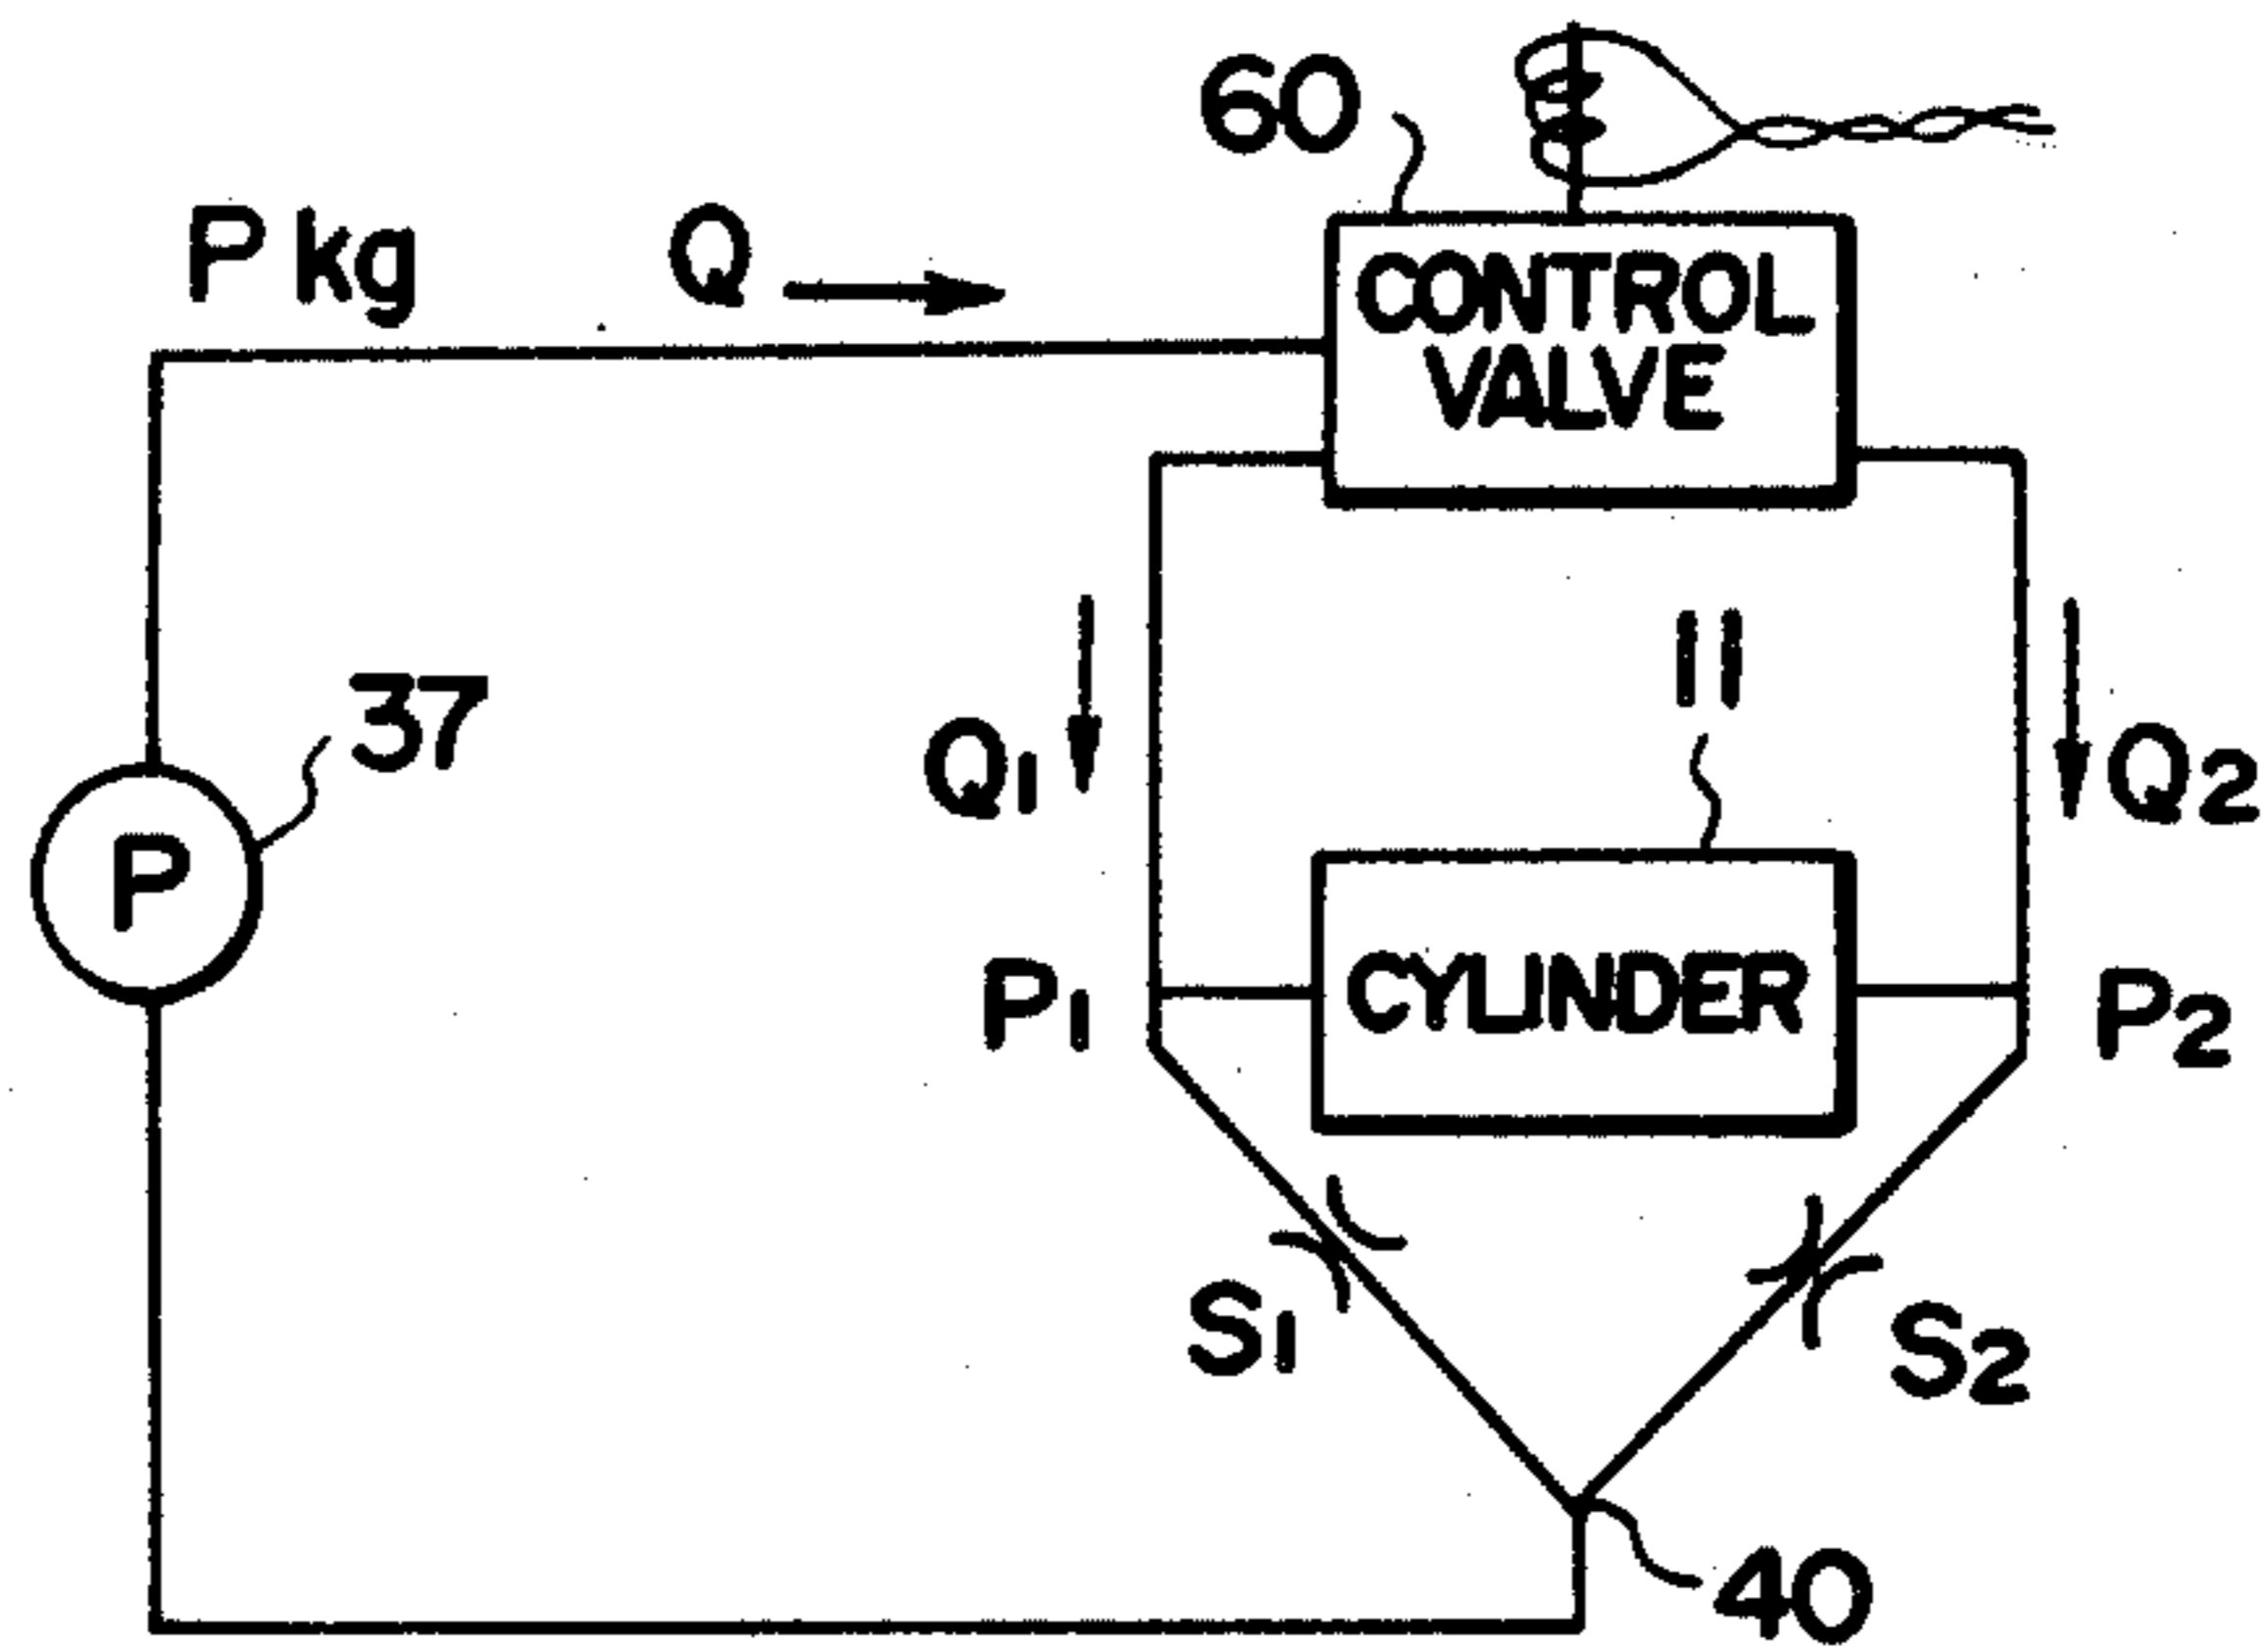 60
P kg Q
CONTROL
VALVE
11
37
Q1
Q2
P
CYLINDER
P1
P2
S1
S2
40